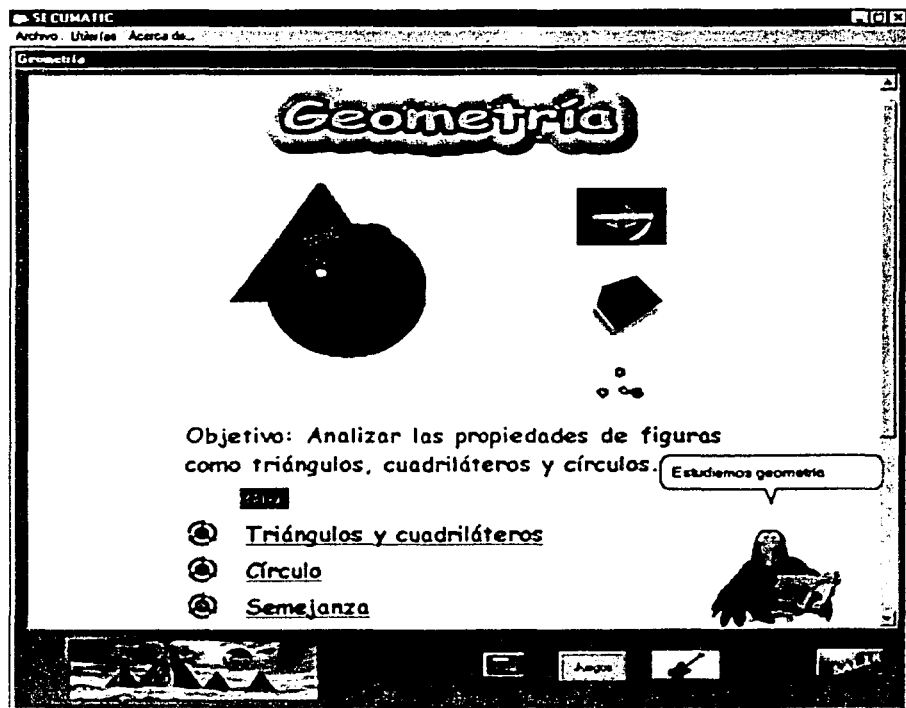 SECUMATIC
Archivo Utilerías Acerca de...
Geometría
Geometría
Objetivo: Analizar las propiedades de figuras
como triángulos, cuadriláteros y círculos.
Estudiemos geometría
Triángulos y cuadriláteros
Círculo
Semejanza
Juegos